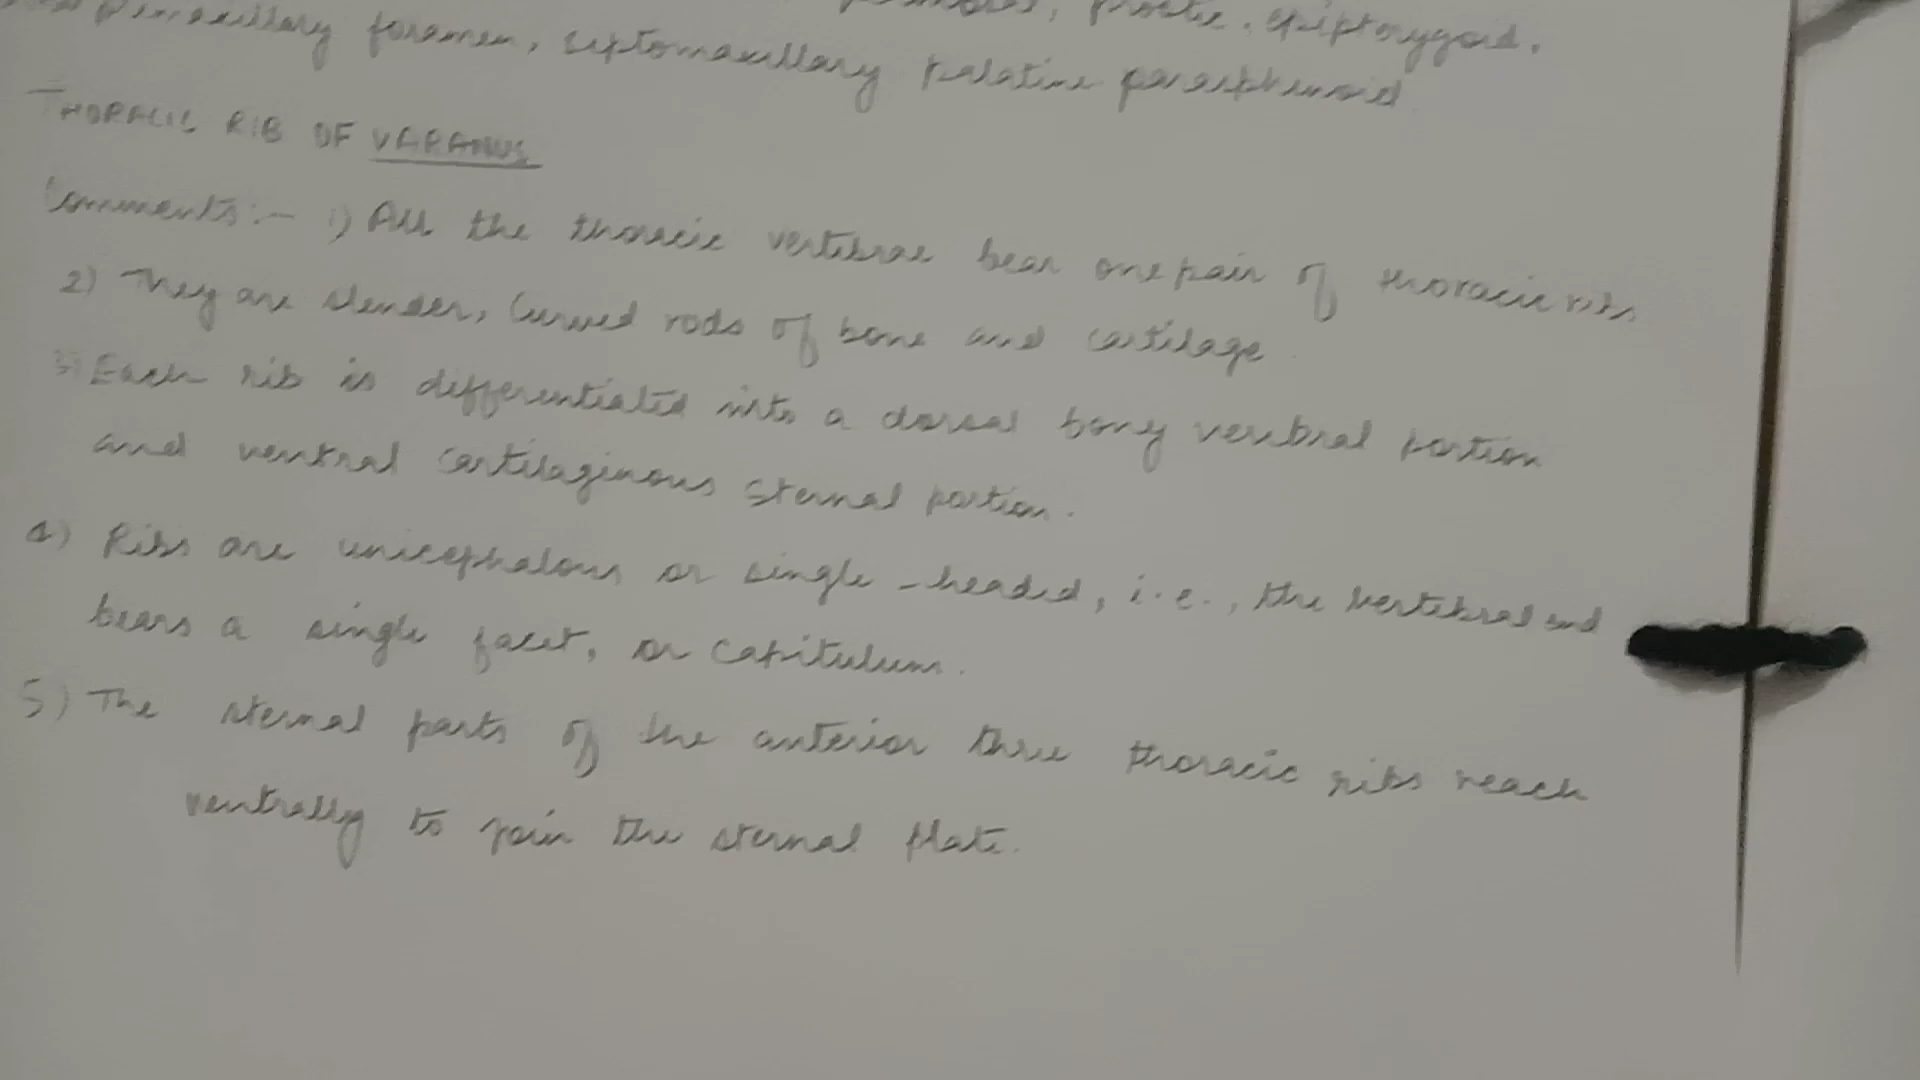 foramen, septomaxillary palatine parasphenoid
THORACIC RIB OF VARANUS
Comments:- 1) All the thoracic vertebrae bear one pair of thoracic ribs
2) They are slender, curved rods of bone and cartilage
3) Each rib is differentiated into a dorsal bony verebral portion
and ventral cartilaginous sternal portion.
4) Ribs are unicephalous or single-headed, i.e., the vertebral end
bears a single facet, or capitulum.
5) The sternal parts of the anterior three thoracic ribs reach
ventrally to join the sternal plate.